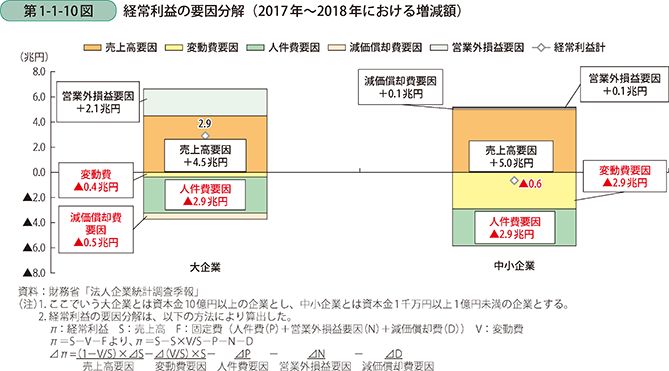 第1-1-10図 経常利益の要因分解（2017年～2018年における増減額）
売上高要因 変動費要因 人件費要因 減価償却費要因 営業外損益要因 経常利益計
(兆円)
8.0
6.0
4.0
2.0
0.0
▲2.0
▲4.0
▲6.0
▲8.0
営業外損益要因
+2.1兆円
2.9
売上高要因
+4.5兆円
変動費
▲0.4兆円
人件費要因
▲2.9兆円
減価償却費
要因
▲0.5兆円
大企業
減価償却費要因
+0.1兆円
営業外損益要因
+0.1兆円
売上高要因
+5.0兆円
▲0.6
変動費要因
▲2.9兆円
人件費要因
▲2.9兆円
中小企業
資料：財務省「法人企業統計調査季報」
(注)1. ここでいう大企業とは資本金10億円以上の企業とし、中小企業とは資本金1千万円以上1億円未満の企業とする。
2. 経常利益の要因分解は、以下の方法により算出した。
π：経常利益 S：売上高 F：固定費（人件費(P)＋営業外損益要因(N)＋減価償却費(D)） V：変動費
π＝S－V－Fより、π＝S－S×V/S－P－N－D
⊿π＝(1－V/S)×⊿S－⊿(V/S)×S－ ⊿P － ⊿N － ⊿D
売上高要因 変動費要因 人件費要因 営業外損益要因 減価償却費要因